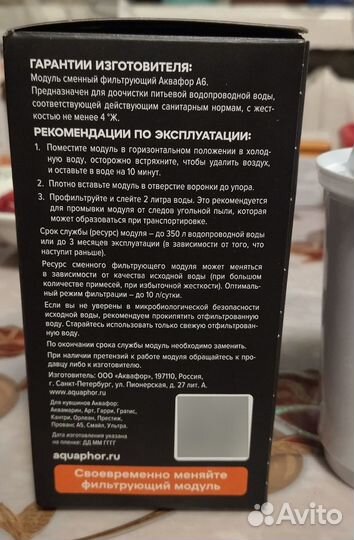 ГАРАНТИИ ИЗГОТОВИТЕЛЯ:
Модуль сменный фильтрующий Аквафор А6.
Предназначен для доочистки питьевой водопроводной воды,
соответствующей действующим санитарным нормам, с жест-
костью не менее 4 °Ж.
РЕКОМЕНДАЦИИ ПО ЭКСПЛУАТАЦИИ:
1. Поместите модуль в горизонтальном положении в холод-
ную воду, осторожно встряхните, чтобы удалить воздух,
и оставьте в воде на 10 минут.
2. Плотно вставьте модуль в отверстие воронки до упора.
3. Профильтруйте и слейте 2 литра воды. Это рекомендуется
для промывки модуля от следов угольной пыли, которая
может образоваться при транспортировке.
Срок службы (ресурс) модуля – до 350 л водопроводной воды
или до 3 месяцев эксплуатации (в зависимости от того, что
наступит раньше).
Ресурс сменного фильтрующего модуля может меняться
в зависимости от качества исходной воды (при большом
количестве примесей, при избыточной жесткости). Оптималь-
ный режим фильтрации – до 10 л/сутки.
Если вы не уверены в микробиологической безопасности
исходной воды, рекомендуем прокипятить отфильтрованную
воду. Старайтесь использовать только свежую отфильтрован-
ную воду.
По окончании срока службы модуль необходимо заменить.
При наличии претензий к работе модуля обращайтесь к про-
давцу либо к изготовителю.
Изготовитель: ООО «Аквафор», 197110, Россия,
г. Санкт-Петербург, ул. Пионерская, д. 27 лит. А.
www.aquaphor.ru
Для кувшинов Аквафор:
Аквамарин, Арт, Гарри, Гратис,
Кантри, Орлеан, Престиж,
Прованс А5, Смайл, Ультра.
Дата изготовления указана
на пленке: ДД ММ ГГГГ
aquaphor.ru
Своевременно меняйте
фильтрующий модуль
Avito